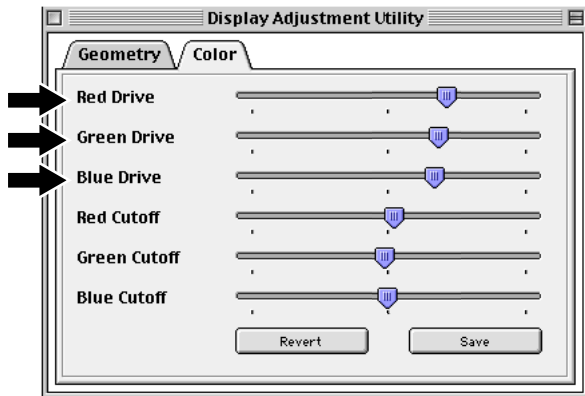 Display Adjustment Utility
Geometry Color
Red Drive
Green Drive
Blue Drive
Red Cutoff
Green Cutoff
Blue Cutoff
Revert Save